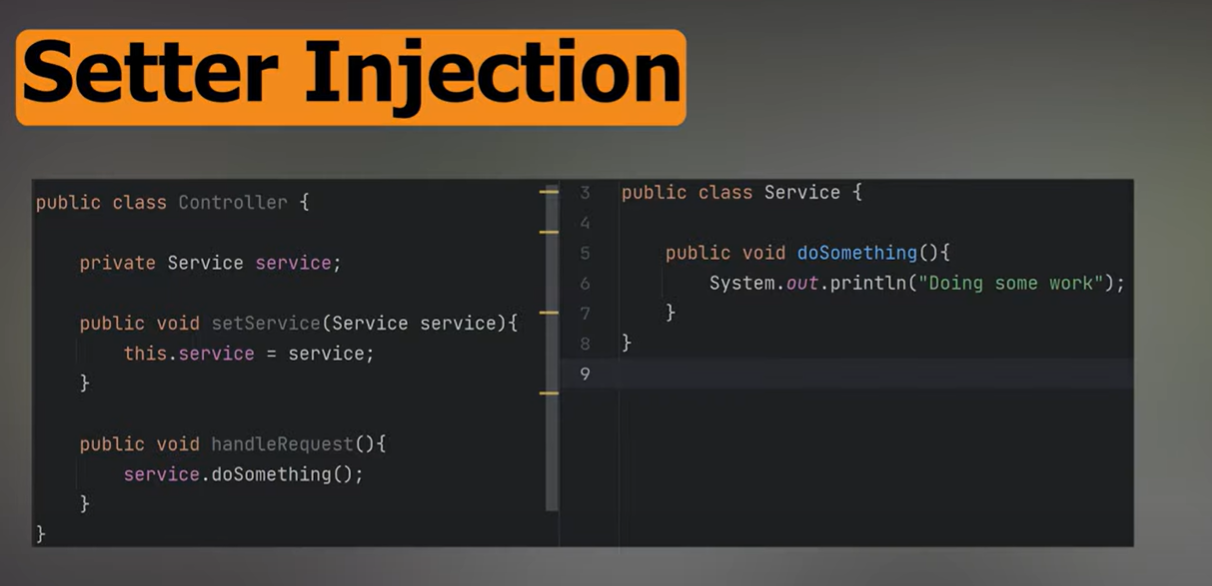 Setter Injection
public class Controller {
private Service service;
public void setService(Service service){
this.service = service;
}
public void handleRequest(){
service.doSomething();
}
}
3 public class Service {
4
5 public void doSomething(){
6 System.out.println("Doing some work");
7 }
8 }
9